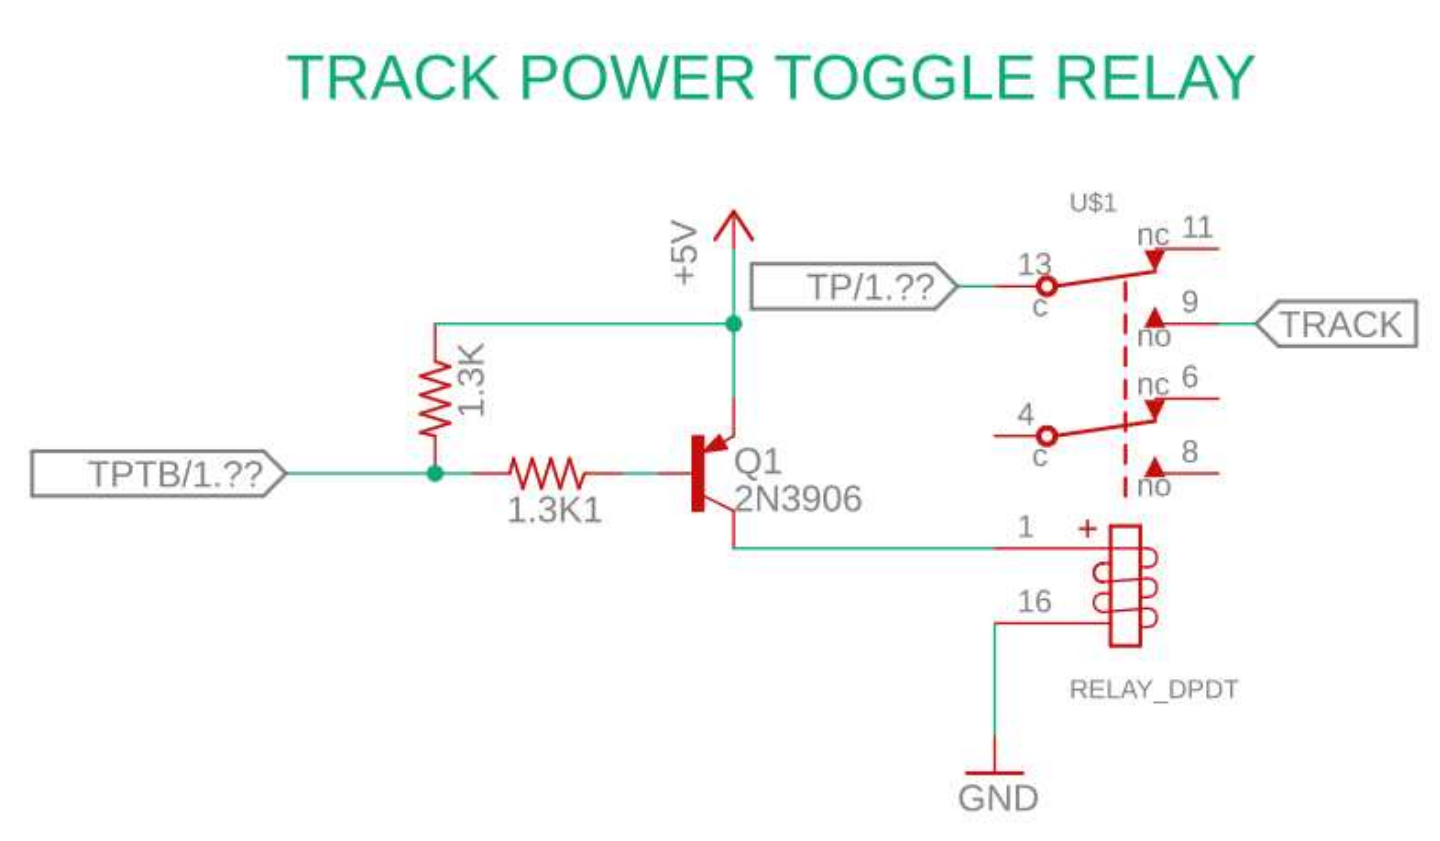 TRACK POWER TOGGLE RELAY
U$1
+5V
TP/1.??
13
c
nc 11
9
no
TRACK
1.3K
nc 6
4
c
8
no
TPTB/1.??
1.3K1
Q1
2N3906
1
+
16
RELAY_DPDT
GND